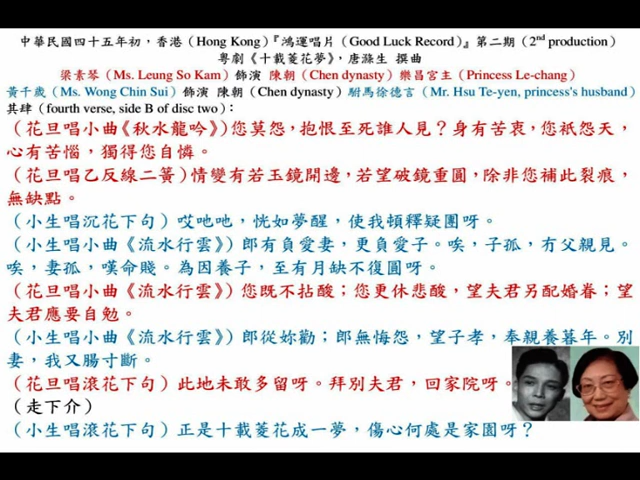 中華民國四十五年初，香港（Hong Kong）『鴻運唱片（Good Luck Record）』第二期（2nd production）
粵劇《十載菱花夢》，唐滌生 撰曲
梁素琴（Ms. Leung So Kam）飾演 陳朝（Chen dynasty）樂昌宮主（Princess Le-chang）
黃千歲（Ms. Wong Chin Sui）飾演 陳朝（Chen dynasty）駙馬徐德言（Mr. Hsu Te-yen, princess's husband）
其肆（fourth verse, side B of disc two）：
（花旦唱小曲《秋水龍吟》）您莫怨，抱恨至死誰人見？身有苦衷，您祇怨天，
心有苦惱，獨得您自憐。
（花旦唱乙反線二簧）情變有若玉鏡開邊，若望破鏡重圓，除非您補此裂痕，
無缺點。
（小生唱沉花下句）哎吔吔，恍如夢醒，使我頓釋疑團呀。
（小生唱小曲《流水行雲》）郎有負愛妻，更負愛子。唉，子孤，冇父親見。
唉，妻孤，嘆命賤。為因養子，至有月缺不復圓呀。
（花旦唱小曲《流水行雲》）您既不拈酸；您更休悲酸，望夫君另配婚眷；望
夫君應要自勉。
（小生唱小曲《流水行雲》）郎從妳勸；郎無悔怨，望子孝，奉親養暮年。別
妻，我又腸寸斷。
（花旦唱滾花下句）此地未敢多留呀。拜別夫君，回家院呀。
（走下介）
（小生唱滾花下句）正是十載菱花成一夢，傷心何處是家園呀？